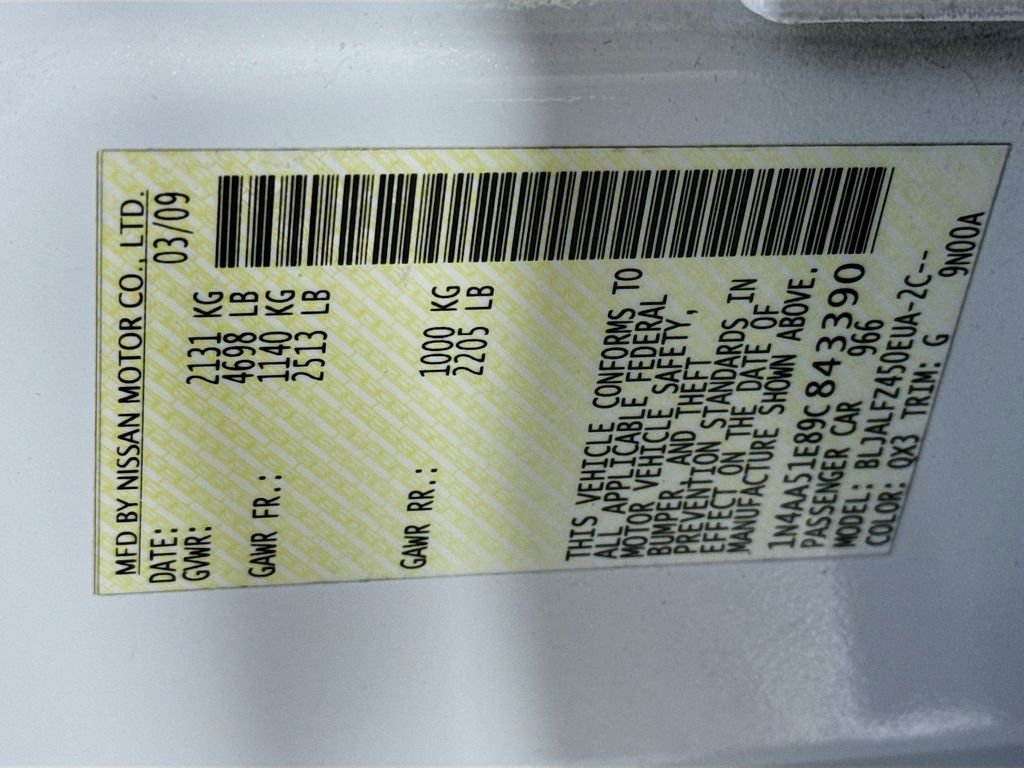 MFD BY NISSAN MOTOR CO., LTD.
DATE: 03/09
GVWR: 2131 KG
4698 LB
GAWR FR.: 1140 KG
2513 LB
GAWR RR.: 1000 KG
2205 LB
THIS VEHICLE CONFORMS TO
ALL APPLICABLE FEDERAL
MOTOR VEHICLE SAFETY,
BUMPER AND THEFT
PREVENTION STANDARDS IN
EFFECT ON THE DATE OF
MANUFACTURE SHOWN ABOVE.
1N4AA51E89C843390
PASSENGER CAR 966
MODEL: BLJALFZ450EUA-2C--
COLOR: QX3 TRIM: G 9N00A